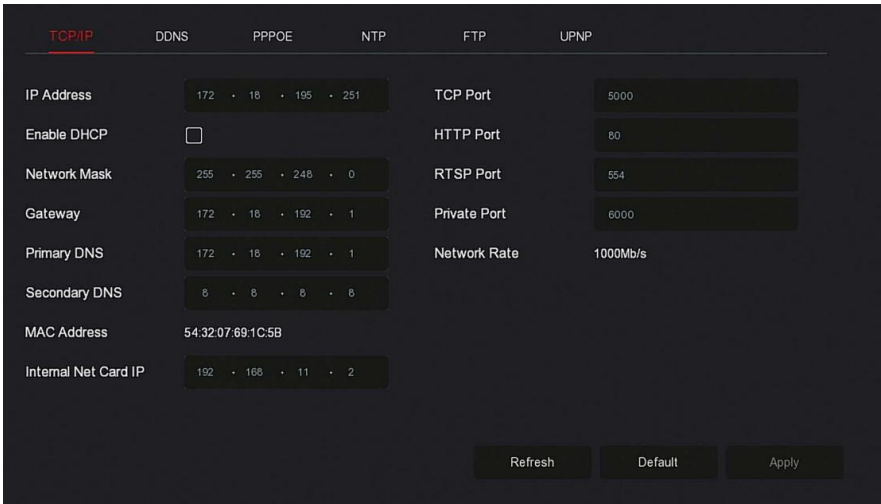 TCP/IP DDNS PPPOE NTP FTP UPNP
IP Address 172 . 18 . 195 . 251 TCP Port 5000
Enable DHCP HTTP Port 80
Network Mask 255 . 255 . 248 . 0 RTSP Port 554
Gateway 172 . 18 . 192 . 1 Private Port 6000
Primary DNS 172 . 18 . 192 . 1 Network Rate 1000Mb/s
Secondary DNS 8 . 8 . 8 . 8
MAC Address 54:32:07:69:1C:5B
Internal Net Card IP 192 . 168 . 11 . 2
Refresh Default Apply